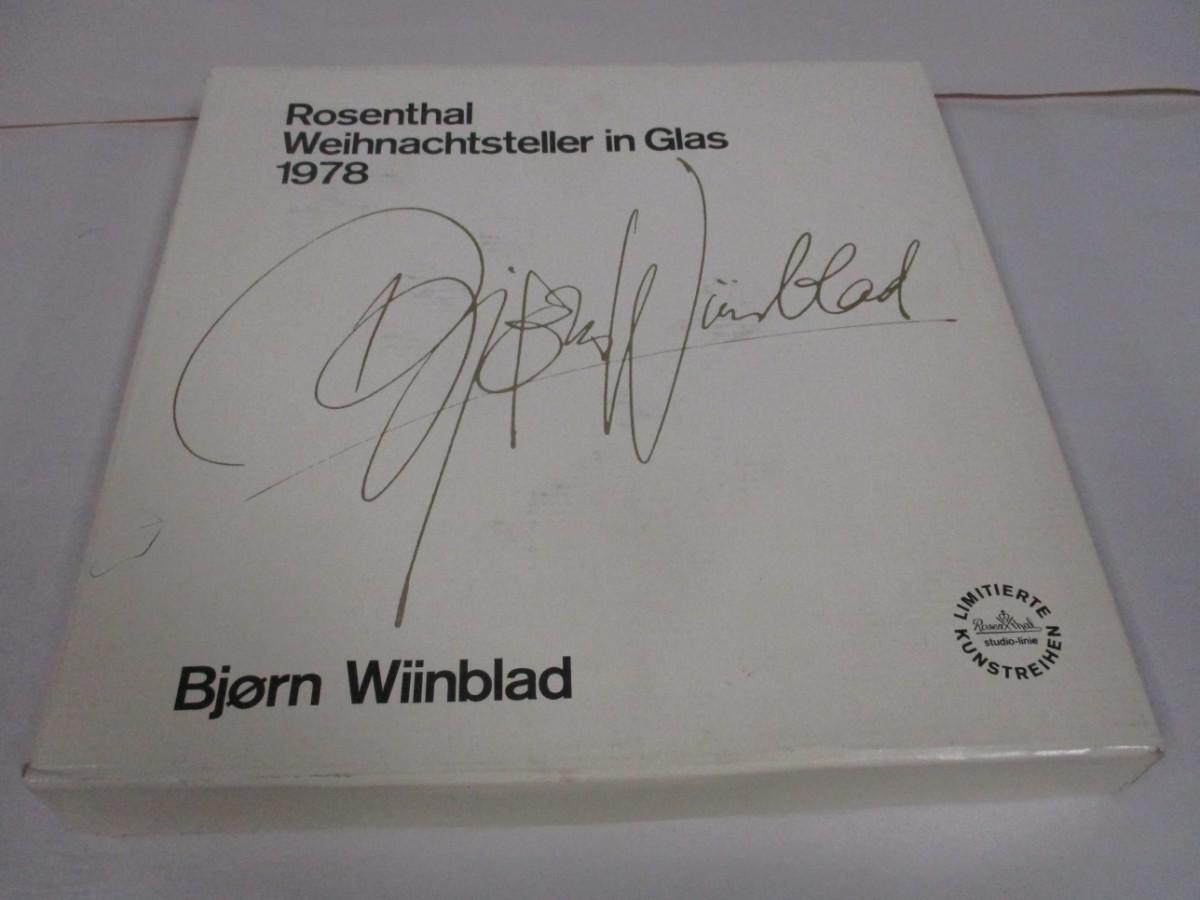 Rosenthal
Weihnachtsteller in Glas
1978
Bjørn Wiinblad
Bjørn Wiinblad
LIMITIERTE
Rosenthal
studio-linie
KUNSTREIHEN